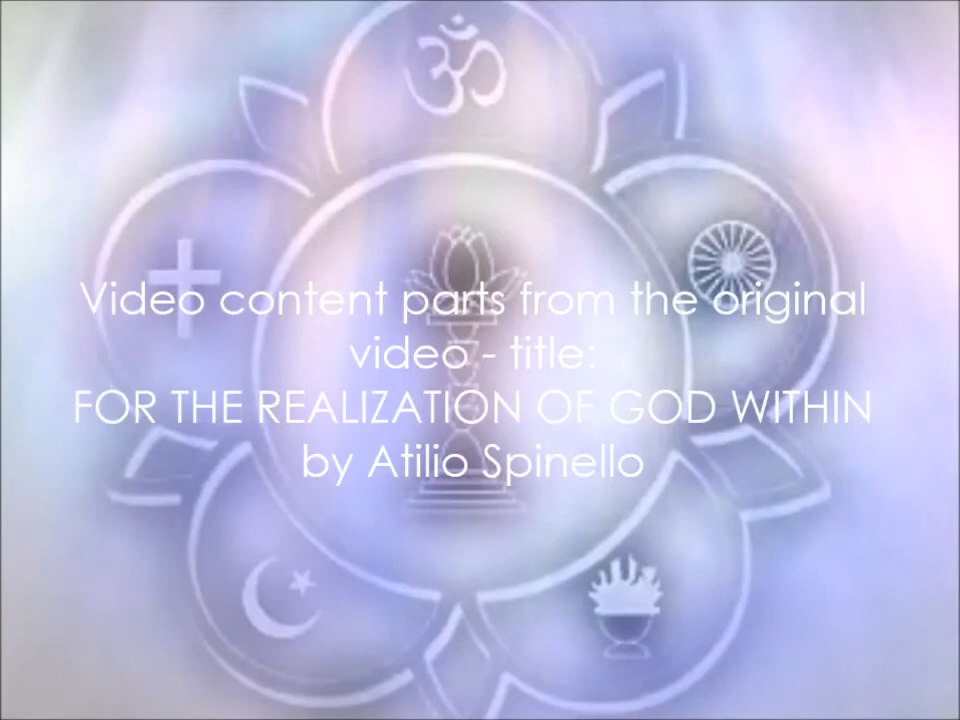 ॐ
Video content parts from the original
video - title:
FOR THE REALIZATION OF GOD WITHIN
by Atilio Spinello